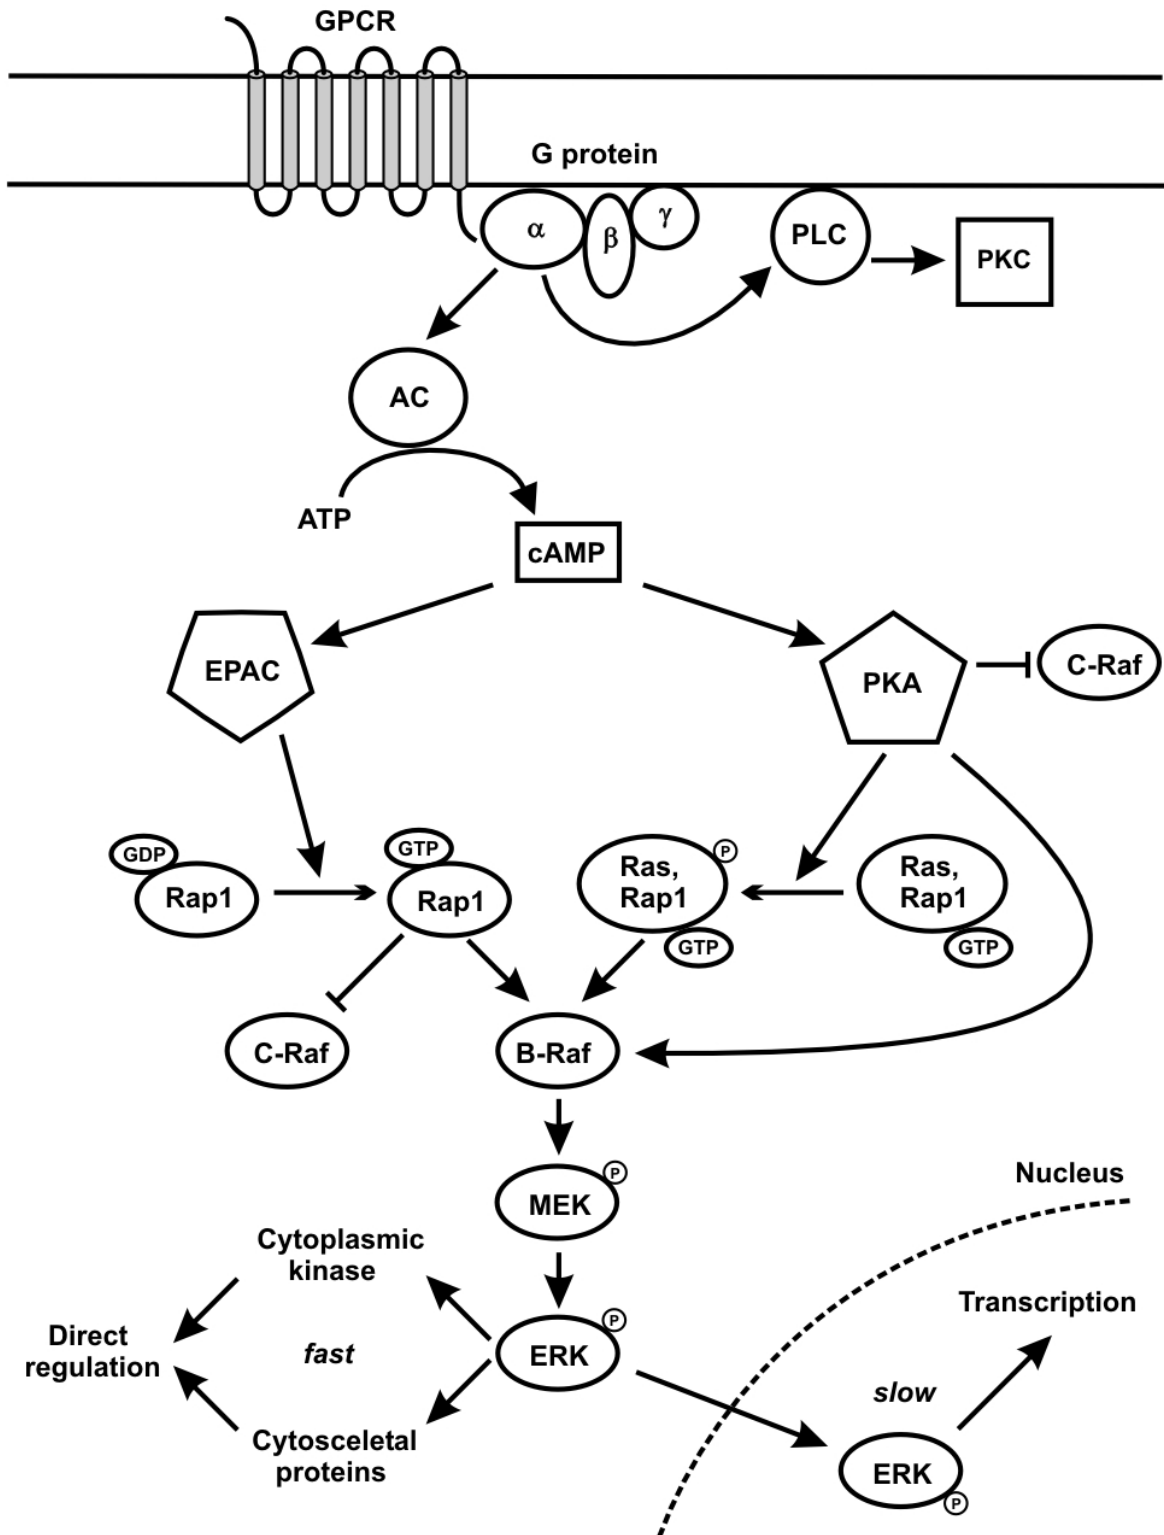 GPCR
G protein
α
β
γ
PLC
PKC
AC
ATP
cAMP
EPAC
PKA
C-Raf
GDP
Rap1
GTP
Rap1
Ras,
Rap1
P
GTP
Ras,
Rap1
GTP
C-Raf
B-Raf
MEK
P
Nucleus
Cytoplasmic
kinase
Transcription
Direct
regulation
fast
ERK
P
slow
Cytosceletal
proteins
ERK
P